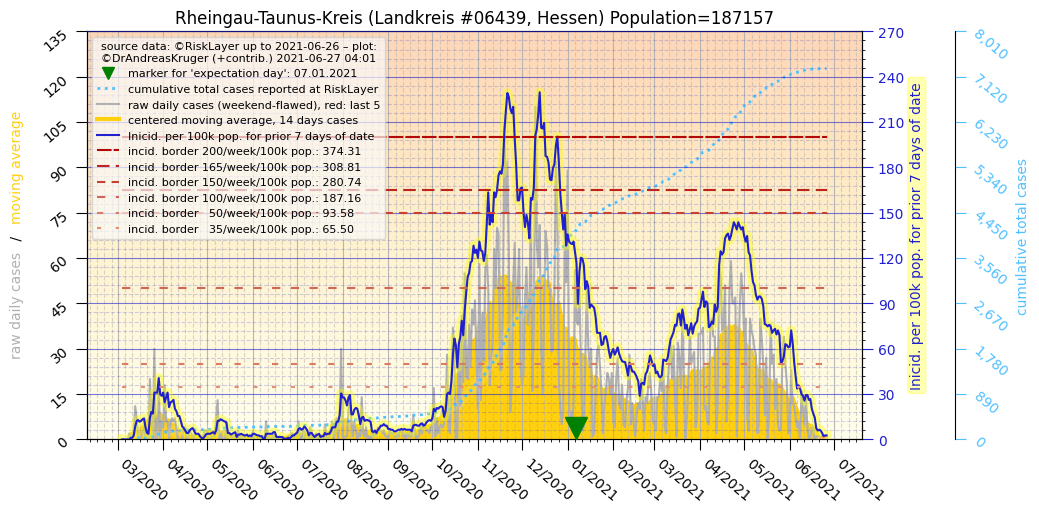 Rheingau-Taunus-Kreis (Landkreis #06439, Hessen) Population=187157
source data: ©RiskLayer up to 2021-06-26 – plot:
©DrAndreasKruger (+contrib.) 2021-06-27 04:01
marker for 'expectation day': 07.01.2021
cumulative total cases reported at RiskLayer
raw daily cases (weekend-flawed), red: last 5
centered moving average, 14 days cases
Inicid. per 100k pop. for prior 7 days of date
incid. border 200/week/100k pop.: 374.31
incid. border 165/week/100k pop.: 308.81
incid. border 150/week/100k pop.: 280.74
incid. border 100/week/100k pop.: 187.16
incid. border 50/week/100k pop.: 93.58
incid. border 35/week/100k pop.: 65.50
raw daily cases / moving average
135
120
105
90
75
60
45
30
15
0
03/2020
04/2020
05/2020
06/2020
07/2020
08/2020
09/2020
10/2020
11/2020
12/2020
01/2021
02/2021
03/2021
04/2021
05/2021
06/2021
07/2021
270
240
210
180
150
120
90
60
30
0
Inicid. per 100k pop. for prior 7 days of date
8,010
7,120
6,230
5,340
4,450
3,560
2,670
1,780
890
0
cumulative total cases